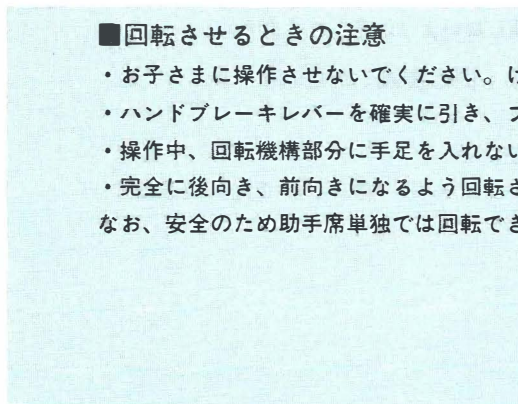 ■回転させるときの注意
・お子さまに操作させないでください。け
・ハンドブレーキレバーを確実に引き、
・操作中、回転機構部分に手足を入れない
・完全に後向き、前向きになるよう回転さ
なお、安全のため助手席単独では回転でき